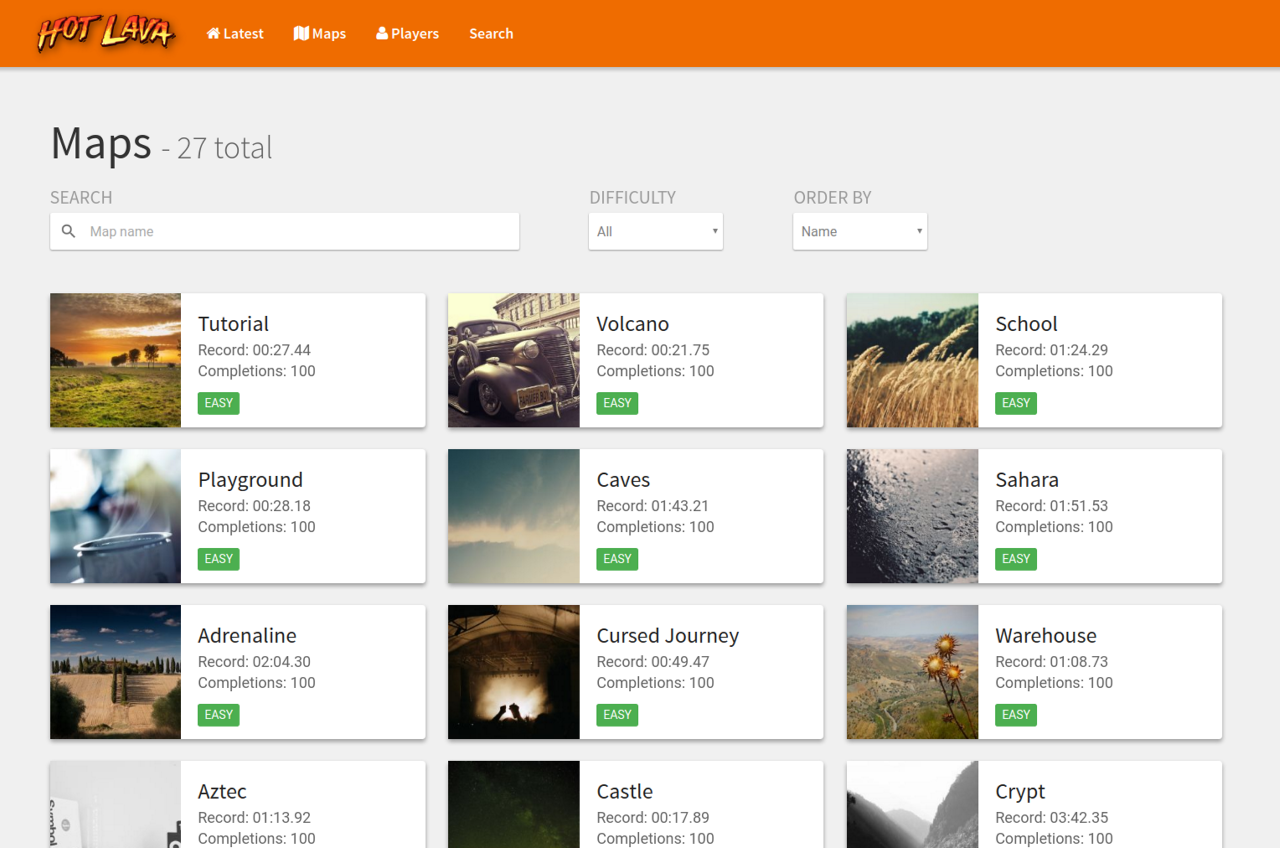 HOT LAVA
Latest Maps Players Search
Maps - 27 total
SEARCH DIFFICULTY ORDER BY
Map name All Name
Tutorial
Record: 00:27.44
Completions: 100
EASY
Volcano
Record: 00:21.75
Completions: 100
EASY
School
Record: 01:24.29
Completions: 100
EASY
Playground
Record: 00:28.18
Completions: 100
EASY
Caves
Record: 01:43.21
Completions: 100
EASY
Sahara
Record: 01:51.53
Completions: 100
EASY
Adrenaline
Record: 02:04.30
Completions: 100
EASY
Cursed Journey
Record: 00:49.47
Completions: 100
EASY
Warehouse
Record: 01:08.73
Completions: 100
EASY
Aztec
Record: 01:13.92
Completions: 100
Castle
Record: 00:17.89
Completions: 100
Crypt
Record: 03:42.35
Completions: 100